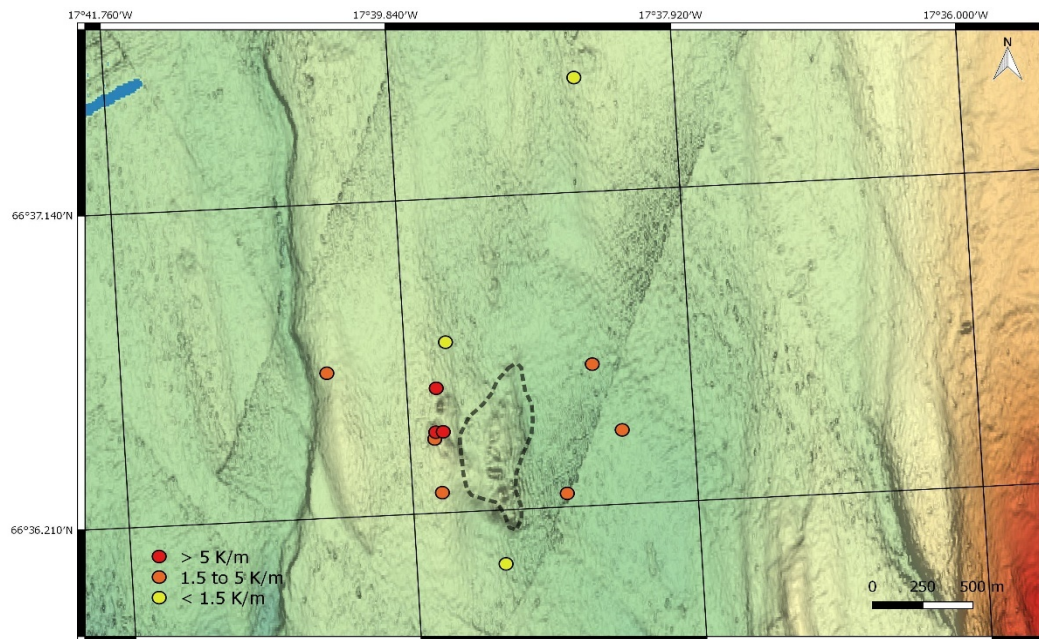 17°41.760'W 17°39.840'W 17°37.920'W 17°36.000'W
N
66°37.140'N
66°36.210'N
> 5 K/m
1.5 to 5 K/m
< 1.5 K/m
0 250 500 m